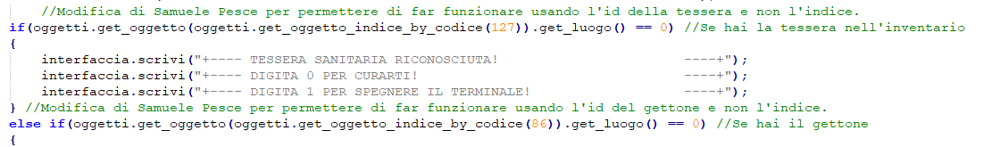 //Modifica di Samuele Pesce per permettere di far funzionare usando l'id della tessera e non l'indice.
if(oggetti.get_oggetto(oggetti.get_oggetto_indice_by_codice(127)).get_luogo() == 0) //Se hai la tessera nell'inventario
{
interfaccia.scrivi("+---- TESSERA SANITARIA RICONOSCIUTA!                    ----+");
interfaccia.scrivi("+---- DIGITA 0 PER CURARTI!                              ----+");
interfaccia.scrivi("+---- DIGITA 1 PER SPEGNERE IL TERMINALE!                ----+");
} //Modifica di Samuele Pesce per permettere di far funzionare usando l'id del gettone e non l'indice.
else if(oggetti.get_oggetto(oggetti.get_oggetto_indice_by_codice(86)).get_luogo() == 0) //Se hai il gettone
{